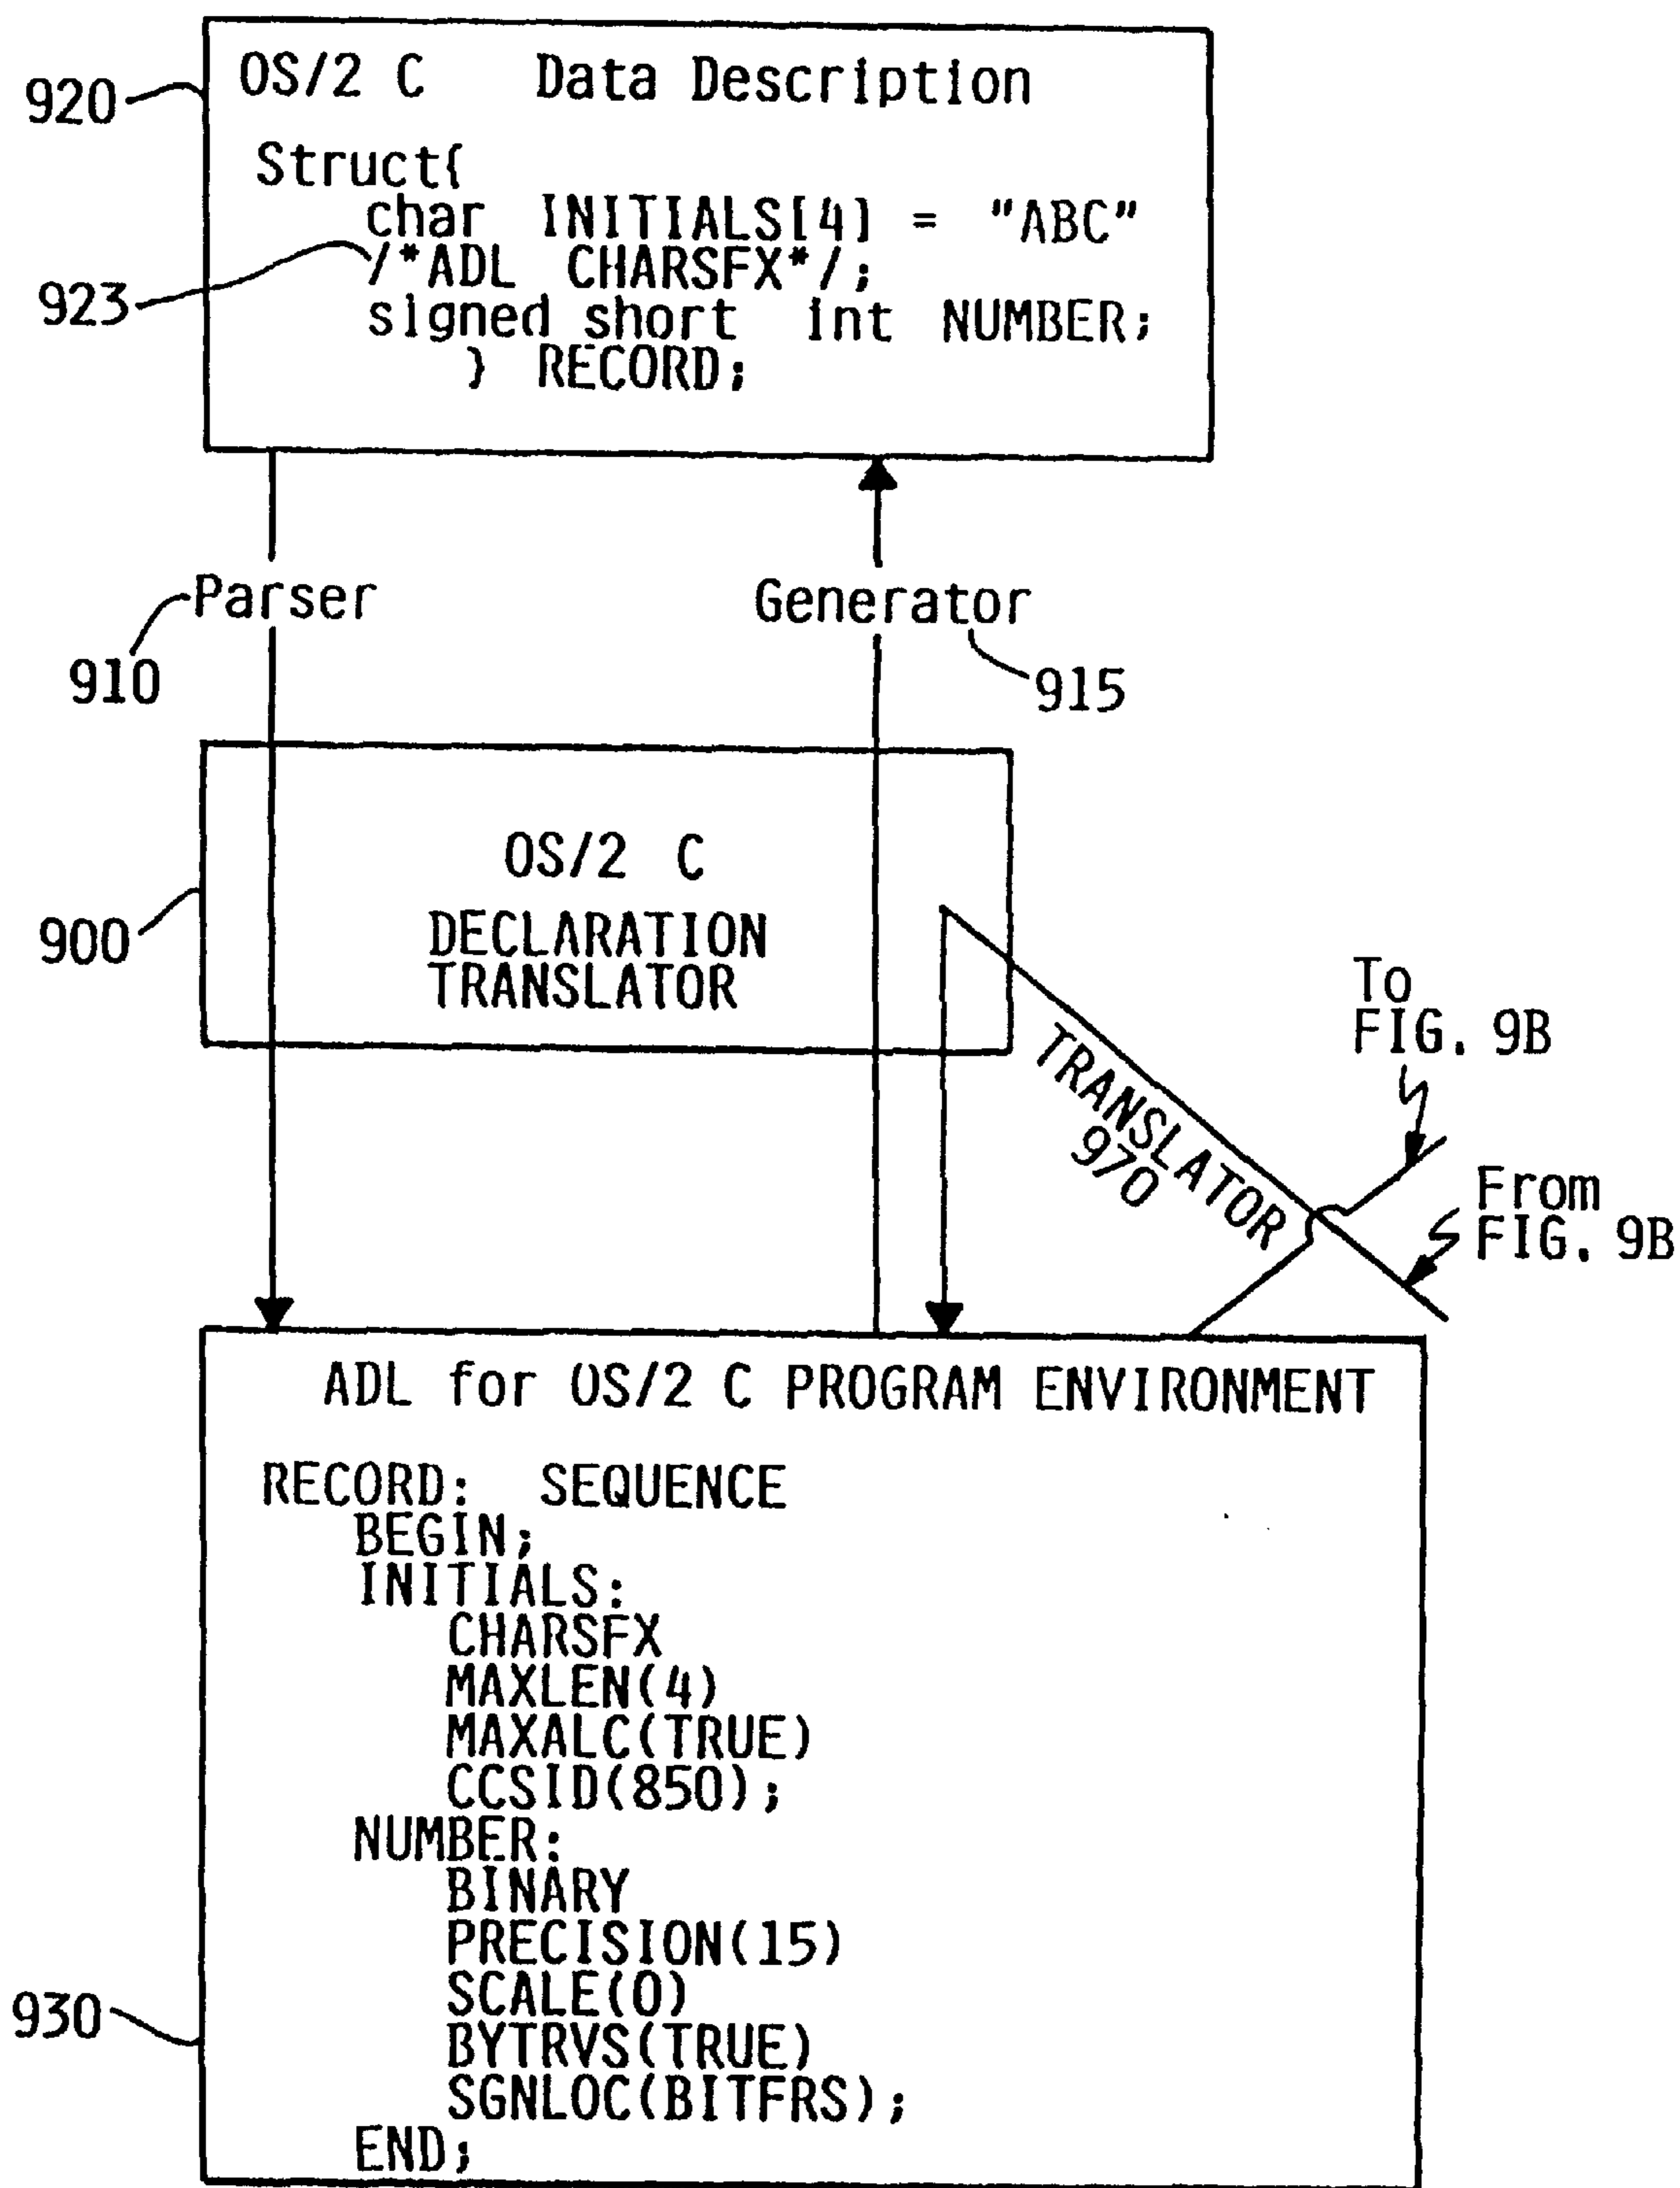 OS/2 C Data Description
920
Struct{
char INITIALS[4] = "ABC"
/*ADL CHARSFX*/;
923
signed short int NUMBER;
} RECORD;
Parser
Generator
910
915
OS/2 C
DECLARATION
TRANSLATOR
900
To
FIG. 9B
TRANSLATOR
970
From
FIG. 9B
ADL for OS/2 C PROGRAM ENVIRONMENT
RECORD: SEQUENCE
BEGIN;
INITIALS:
CHARSFX
MAXLEN(4)
MAXALC(TRUE)
CCSID(850);
NUMBER:
BINARY
PRECISION(15)
SCALE(0)
930
BYTRVS(TRUE)
SGNLOC(BITFRS);
END;